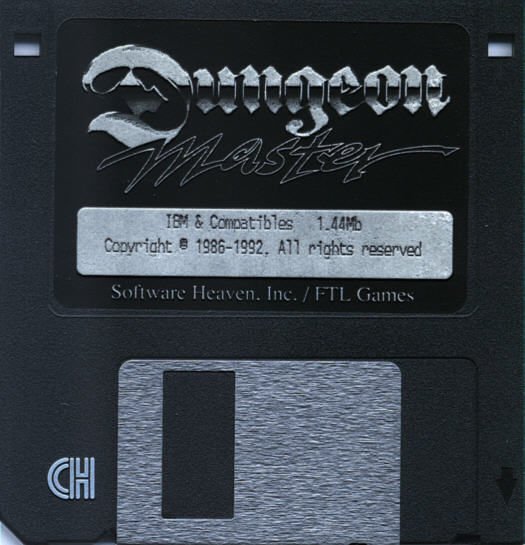 Dungeon
Master
IBM & Compatibles 1.44Mb
Copyright © 1986-1992, All rights reserved
Software Heaven, Inc. / FTL Games
CH